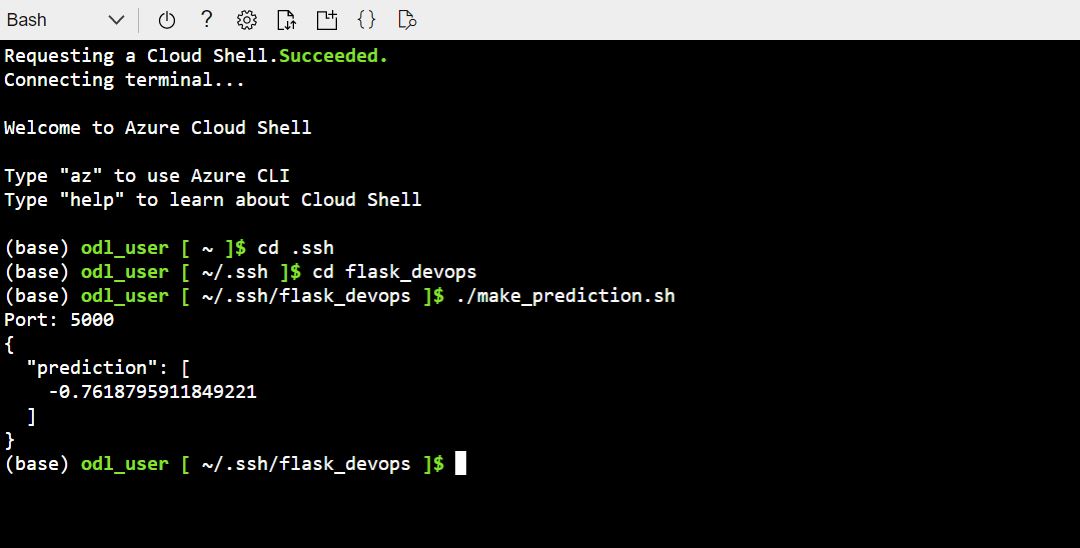 Bash
?
{}
Requesting a Cloud Shell.Succeeded.
Connecting terminal...
Welcome to Azure Cloud Shell
Type "az" to use Azure CLI
Type "help" to learn about Cloud Shell
(base) odl_user [ ~ ]$ cd .ssh
(base) odl_user [ ~/.ssh ]$ cd flask_devops
(base) odl_user [ ~/.ssh/flask_devops ]$ ./make_prediction.sh
Port: 5000
{
  "prediction": [
    -0.7618795911849221
  ]
}
(base) odl_user [ ~/.ssh/flask_devops ]$